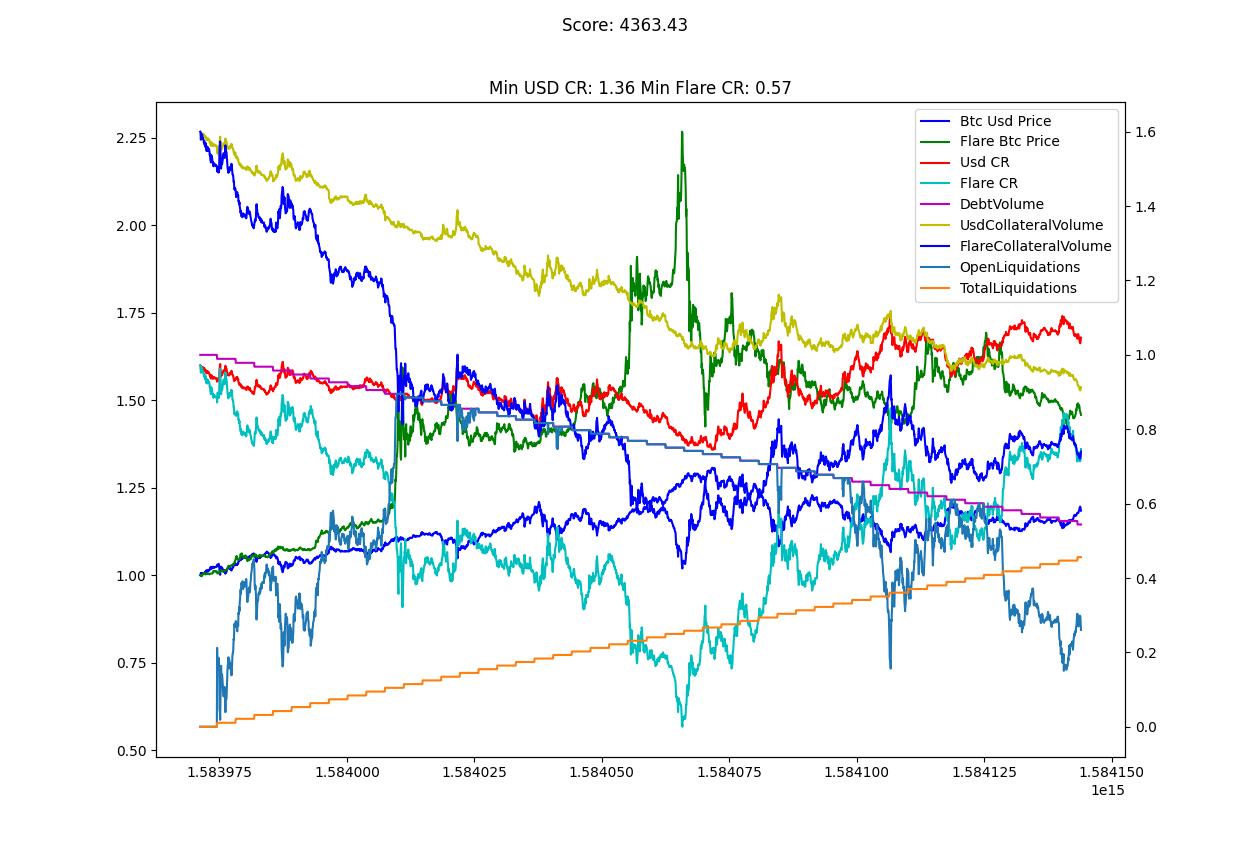 Score: 4363.43
Min USD CR: 1.36 Min Flare CR: 0.57
Btc Usd Price
Flare Btc Price
Usd CR
Flare CR
DebtVolume
UsdCollateralVolume
FlareCollateralVolume
OpenLiquidations
TotalLiquidations
2.25
2.00
1.75
1.50
1.25
1.00
0.75
0.50
1.6
1.4
1.2
1.0
0.8
0.6
0.4
0.2
0.0
1.583975 1.584000 1.584025 1.584050 1.584075 1.584100 1.584125 1.584150
1e15